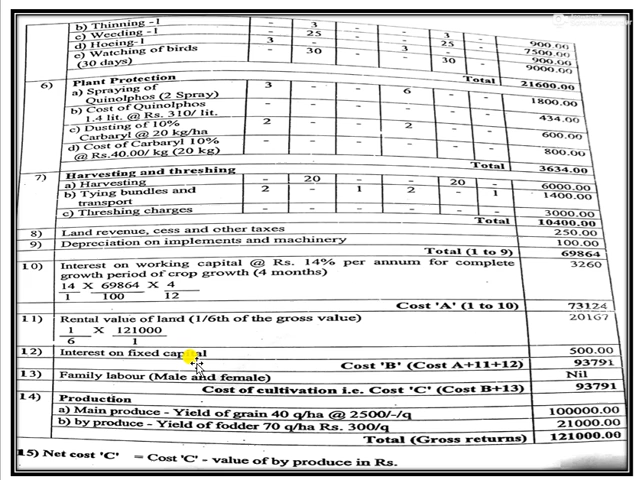 b) Thinning -1 - 3 - - 3 - 900.00
c) Weeding -1 - 25 - - 25 - 7500.00
d) Hoeing-1 3 - - 3 - - 900.00
e) Watching of birds - 30 - - 30 - 9000.00
(30 days)
Total 21600.00
6) Plant Protection
a) Spraying of 3 - - 6 - - 1800.00
Quinolphos (2 Spray)
b) Cost of Quinolphos - - - - - - 434.00
1.4 lit. @ Rs. 310/ lit.
c) Dusting of 10% 2 - - 2 - - 600.00
Carbaryl @ 20 kg/ha
d) Cost of Carbaryl 10% - - - - - - 800.00
@ Rs.40.00/ kg (20 kg)
Total 3634.00
7) Harvesting and threshing
a) Harvesting - 20 - - 20 - 6000.00
b) Tying bundles and 2 - 1 2 - 1 1400.00
transport
c) Threshing charges - - - - - - 3000.00
Total 10400.00
8) Land revenue, cess and other taxes 250.00
9) Depreciation on implements and machinery 100.00
Total (1 to 9) 69864
10) Interest on working capital @ Rs. 14% per annum for complete 3260
growth period of crop growth (4 months)
14 X 69864 X 4
1 100 12
Cost 'A' (1 to 10) 73124
11) Rental value of land (1/6th of the gross value) 20167
1 X 121000
6 1
12) Interest on fixed capital 500.00
Cost 'B' (Cost A+11+12) 93791
13) Family labour (Male and female) Nil
Cost of cultivation i.e. Cost 'C' (Cost B+13) 93791
14) Production
a) Main produce - Yield of grain 40 q/ha @ 2500/-/q 100000.00
b) by produce - Yield of fodder 70 q/ha Rs. 300/q 21000.00
Total (Gross returns) 121000.00
15) Net cost 'C' = Cost 'C' - value of by produce in Rs.